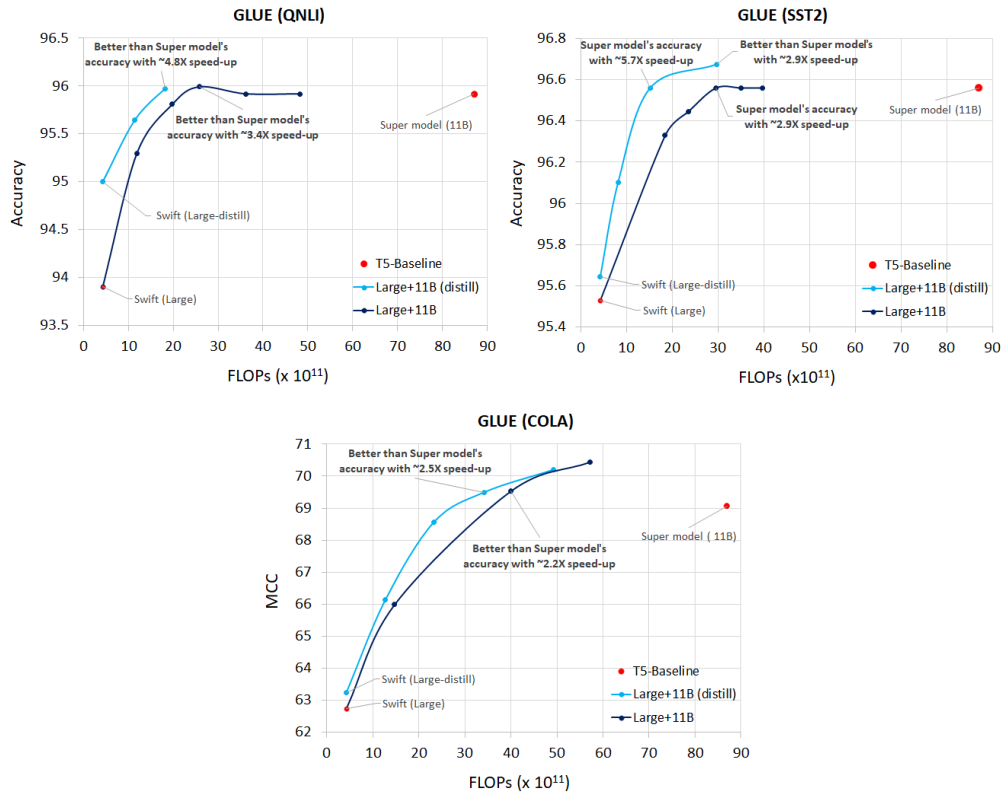 GLUE (QNLI)
96.5
96
95.5
95
94.5
94
93.5
Accuracy
Better than Super model's
accuracy with ~4.8X speed-up
Better than Super model's
accuracy with ~3.4X speed-up
Super model (11B)
Swift (Large-distill)
Swift (Large)
T5-Baseline
Large+11B (distill)
Large+11B
0 10 20 30 40 50 60 70 80 90
FLOPs (x 10¹¹)
GLUE (SST2)
96.8
96.6
96.4
96.2
96
95.8
95.6
95.4
Accuracy
Super model's accuracy
with ~5.7X speed-up
Better than Super model's
accuracy with ~2.9X speed-up
Super model's accuracy
with ~2.9X speed-up
Super model (11B)
Swift (Large-distill)
Swift (Large)
T5-Baseline
Large+11B (distill)
Large+11B
0 10 20 30 40 50 60 70 80 90
FLOPs (x10¹¹)
GLUE (COLA)
71
70
69
68
67
66
65
64
63
62
MCC
Better than Super model's
accuracy with ~2.5X speed-up
Super model ( 11B)
Better than Super model's
accuracy with ~2.2X speed-up
Swift (Large-distill)
Swift (Large)
T5-Baseline
Large+11B (distill)
Large+11B
0 10 20 30 40 50 60 70 80 90
FLOPs (x 10¹¹)